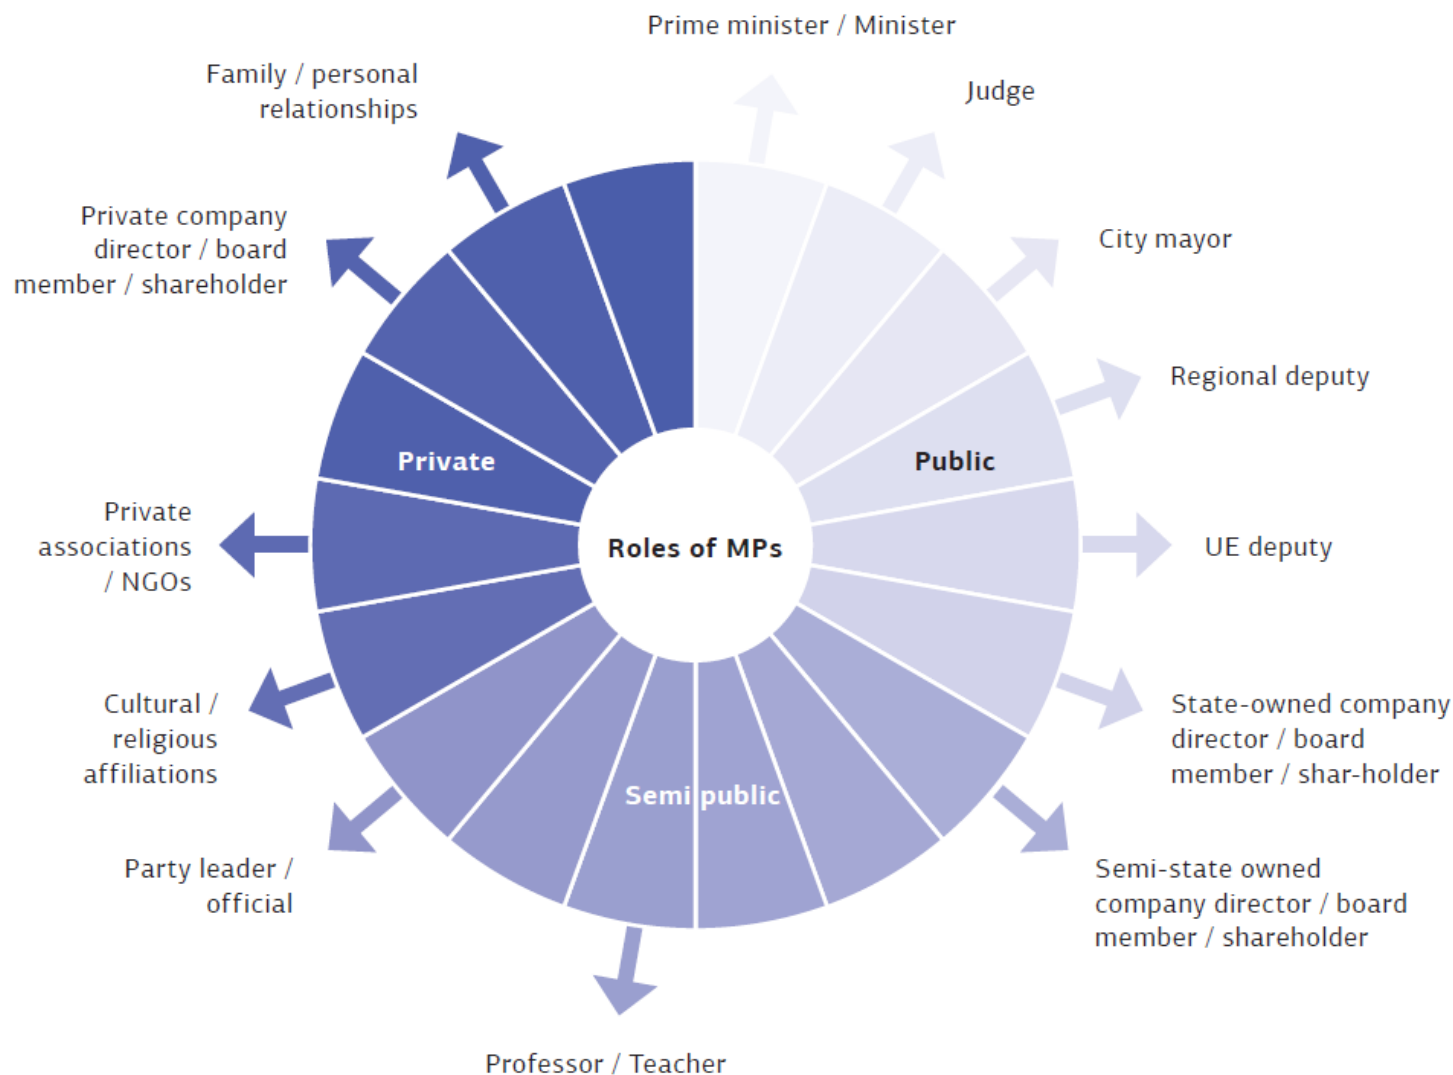 Prime minister / Minister
Judge
City mayor
Regional deputy
Public
UE deputy
State-owned company
director / board
member / shar-holder
Semi-state owned
company director / board
member / shareholder
Semi public
Professor / Teacher
Party leader /
official
Cultural /
religious
affiliations
Private
associations
/ NGOs
Private
Private company
director / board
member / shareholder
Family / personal
relationships
Roles of MPs